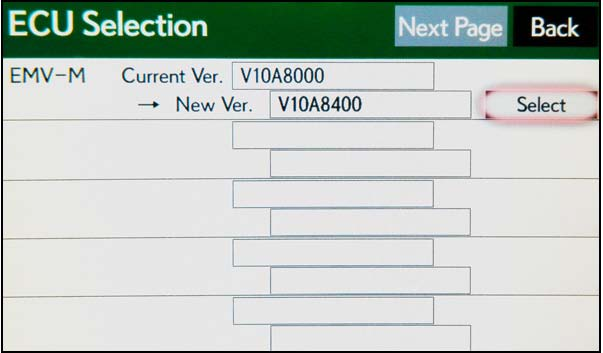 ECU Selection Next Page Back
EMV-M Current Ver. V10A8000
→ New Ver. V10A8400 Select